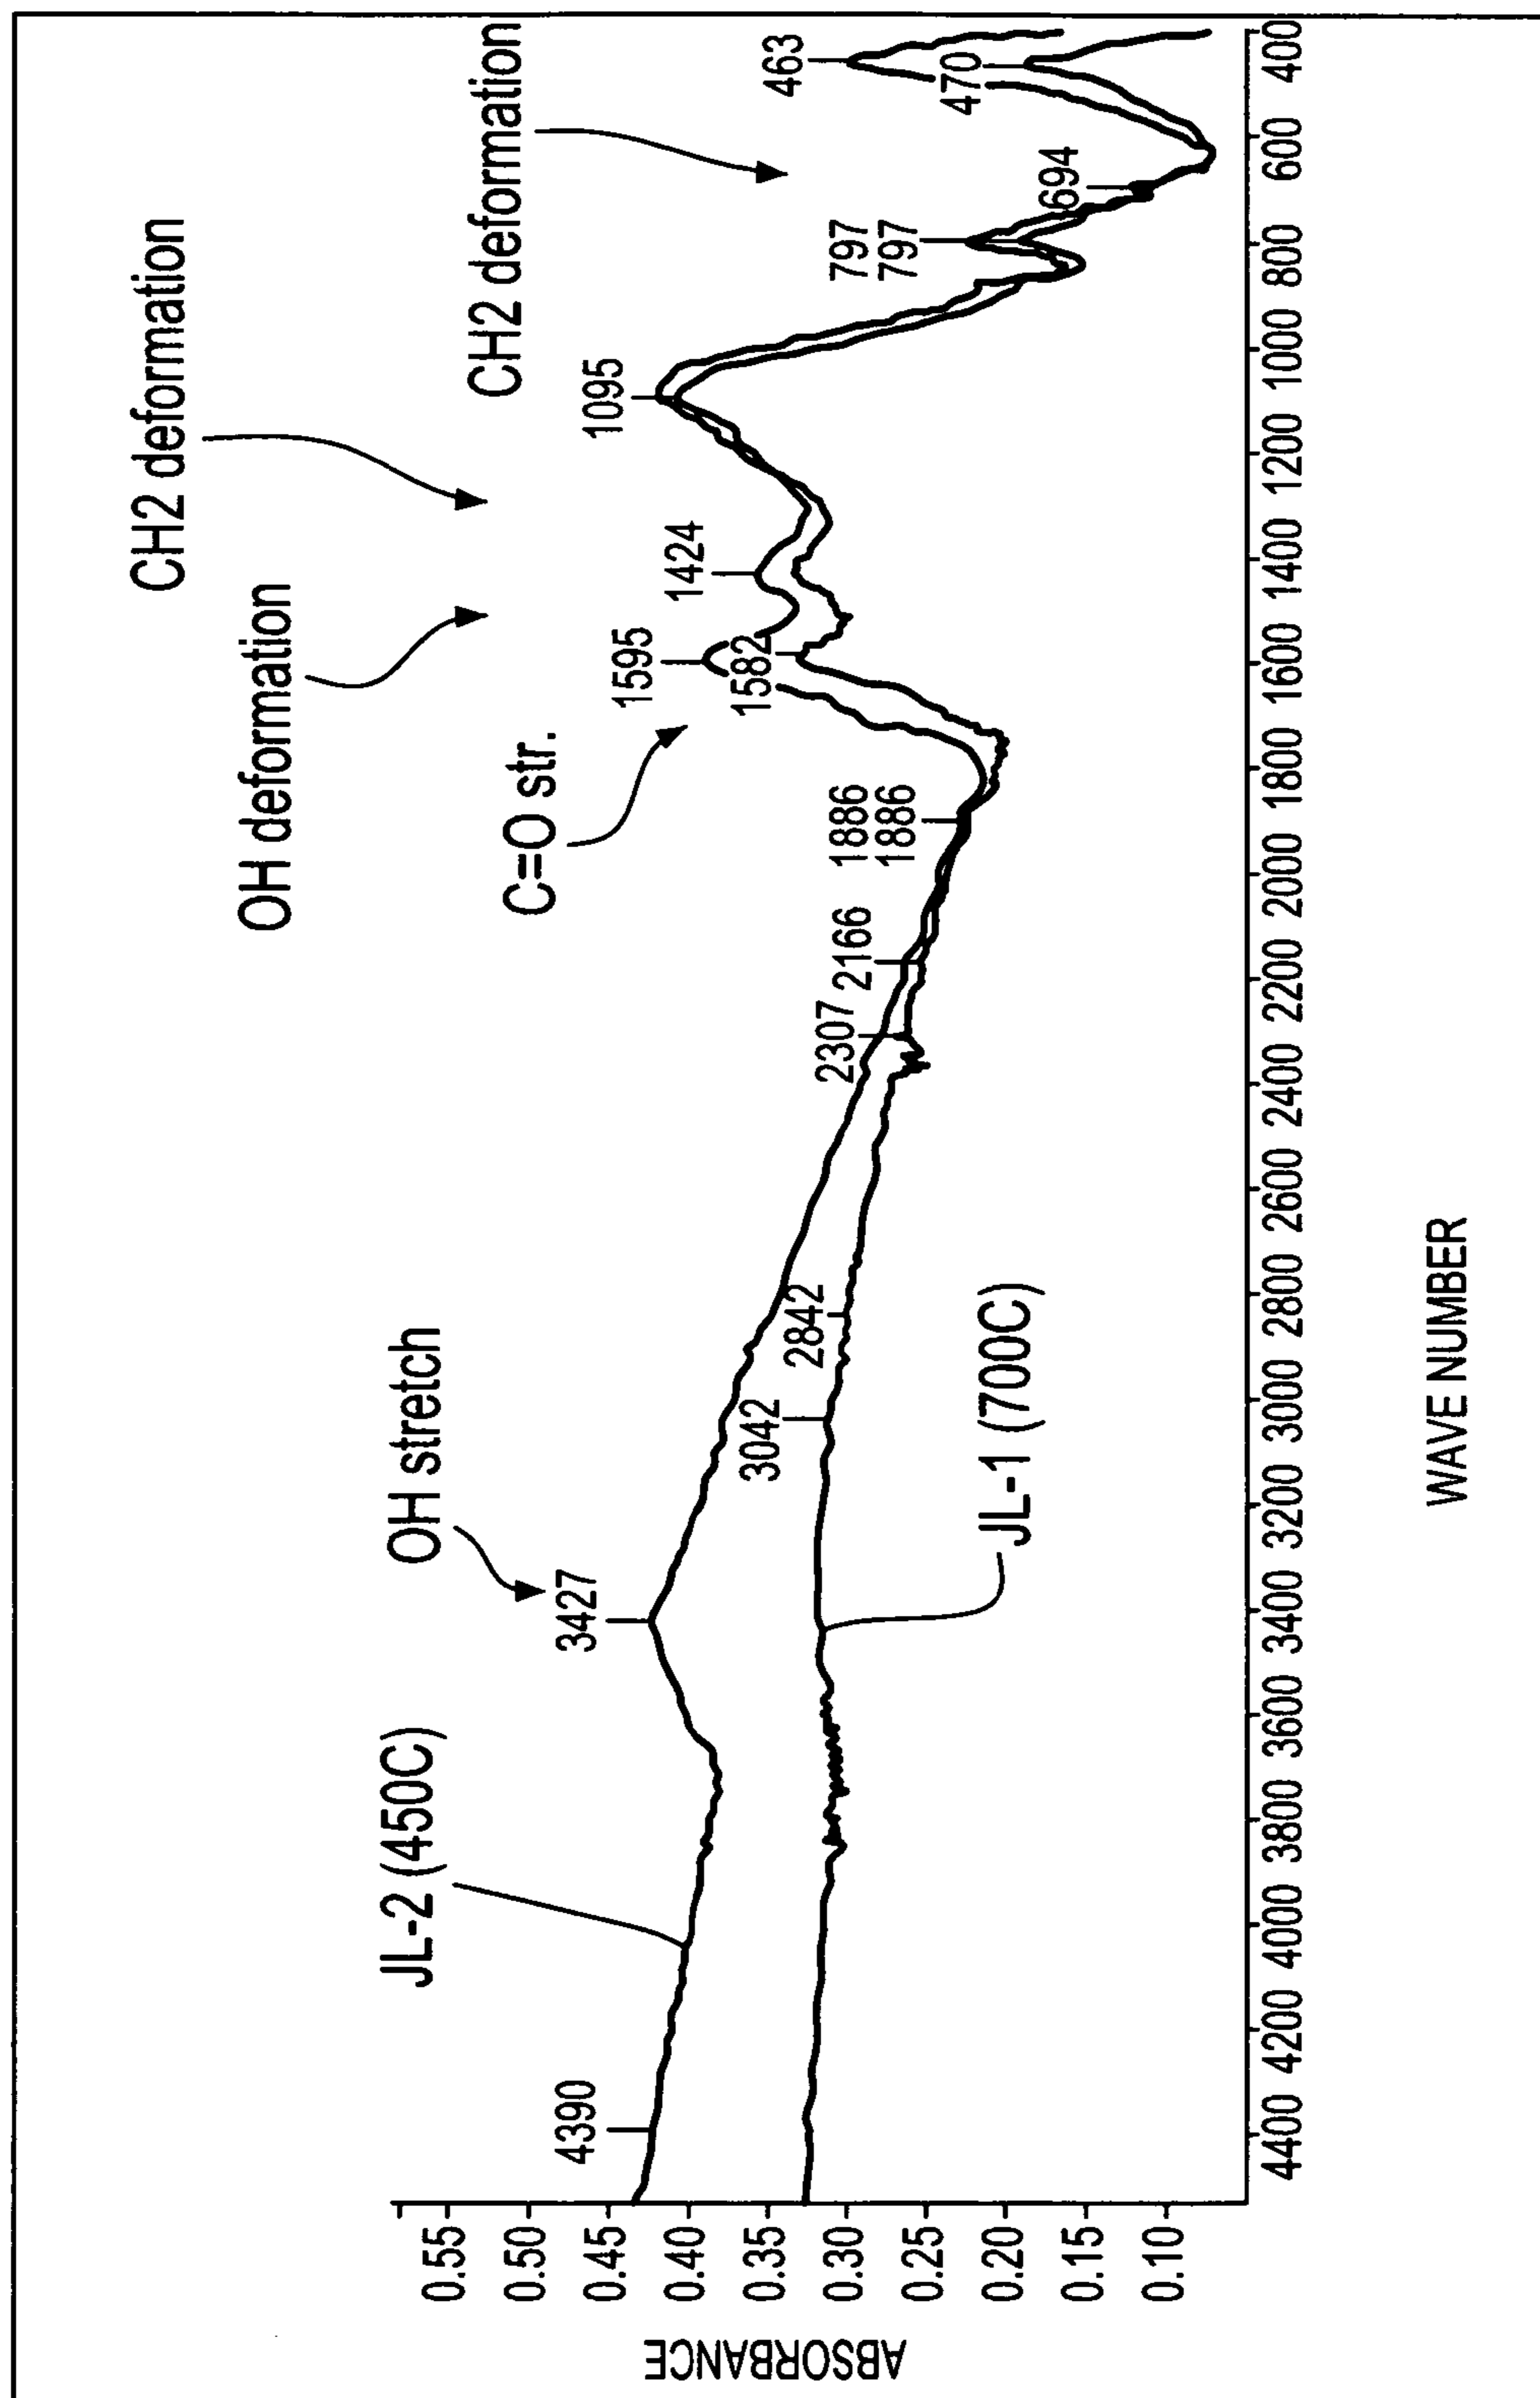 CH2 deformation
OH deformation
CH2 deformation
C=O str.
OH stretch
JL-2 (450C)
JL-1 (700C)
4390
3427
3042
2842
2307
2166
1886
1886
1595
1582
1424
1095
797
797
694
463
470
ABSORBANCE
0.55
0.50
0.45
0.40
0.35
0.30
0.25
0.20
0.15
0.10
4400 4200 4000 3800 3600 3400 3200 3000 2800 2600 2400 2200 2000 1800 1600 1400 1200 1000 800 600 400
WAVE NUMBER